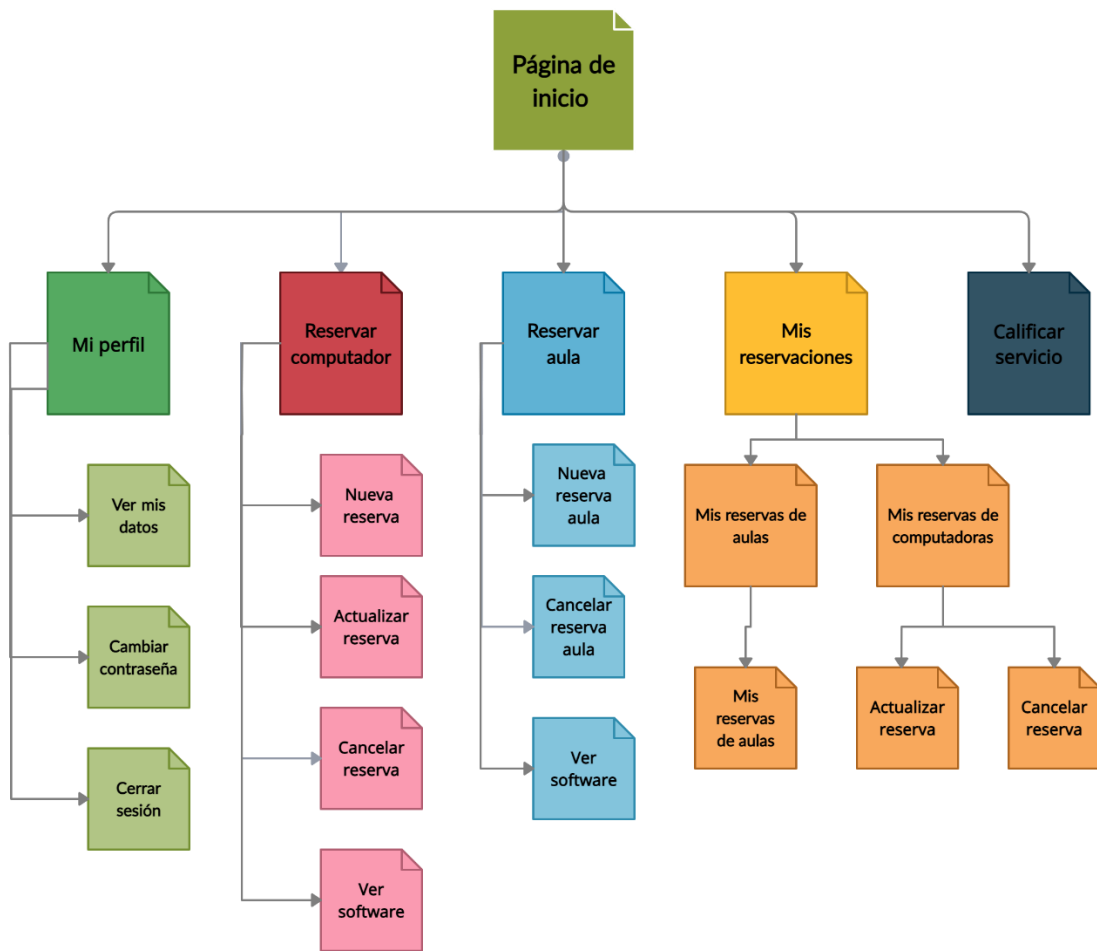 Página de
inicio
Mi perfil
Reservar
computador
Reservar
aula
Mis
reservaciones
Calificar
servicio
Ver mis
datos
Cambiar
contraseña
Cerrar
sesión
Nueva
reserva
Actualizar
reserva
Cancelar
reserva
Ver
software
Nueva
reserva
aula
Cancelar
reserva
aula
Ver
software
Mis reservas de
aulas
Mis reservas de
computadoras
Mis
reservas
de aulas
Actualizar
reserva
Cancelar
reserva